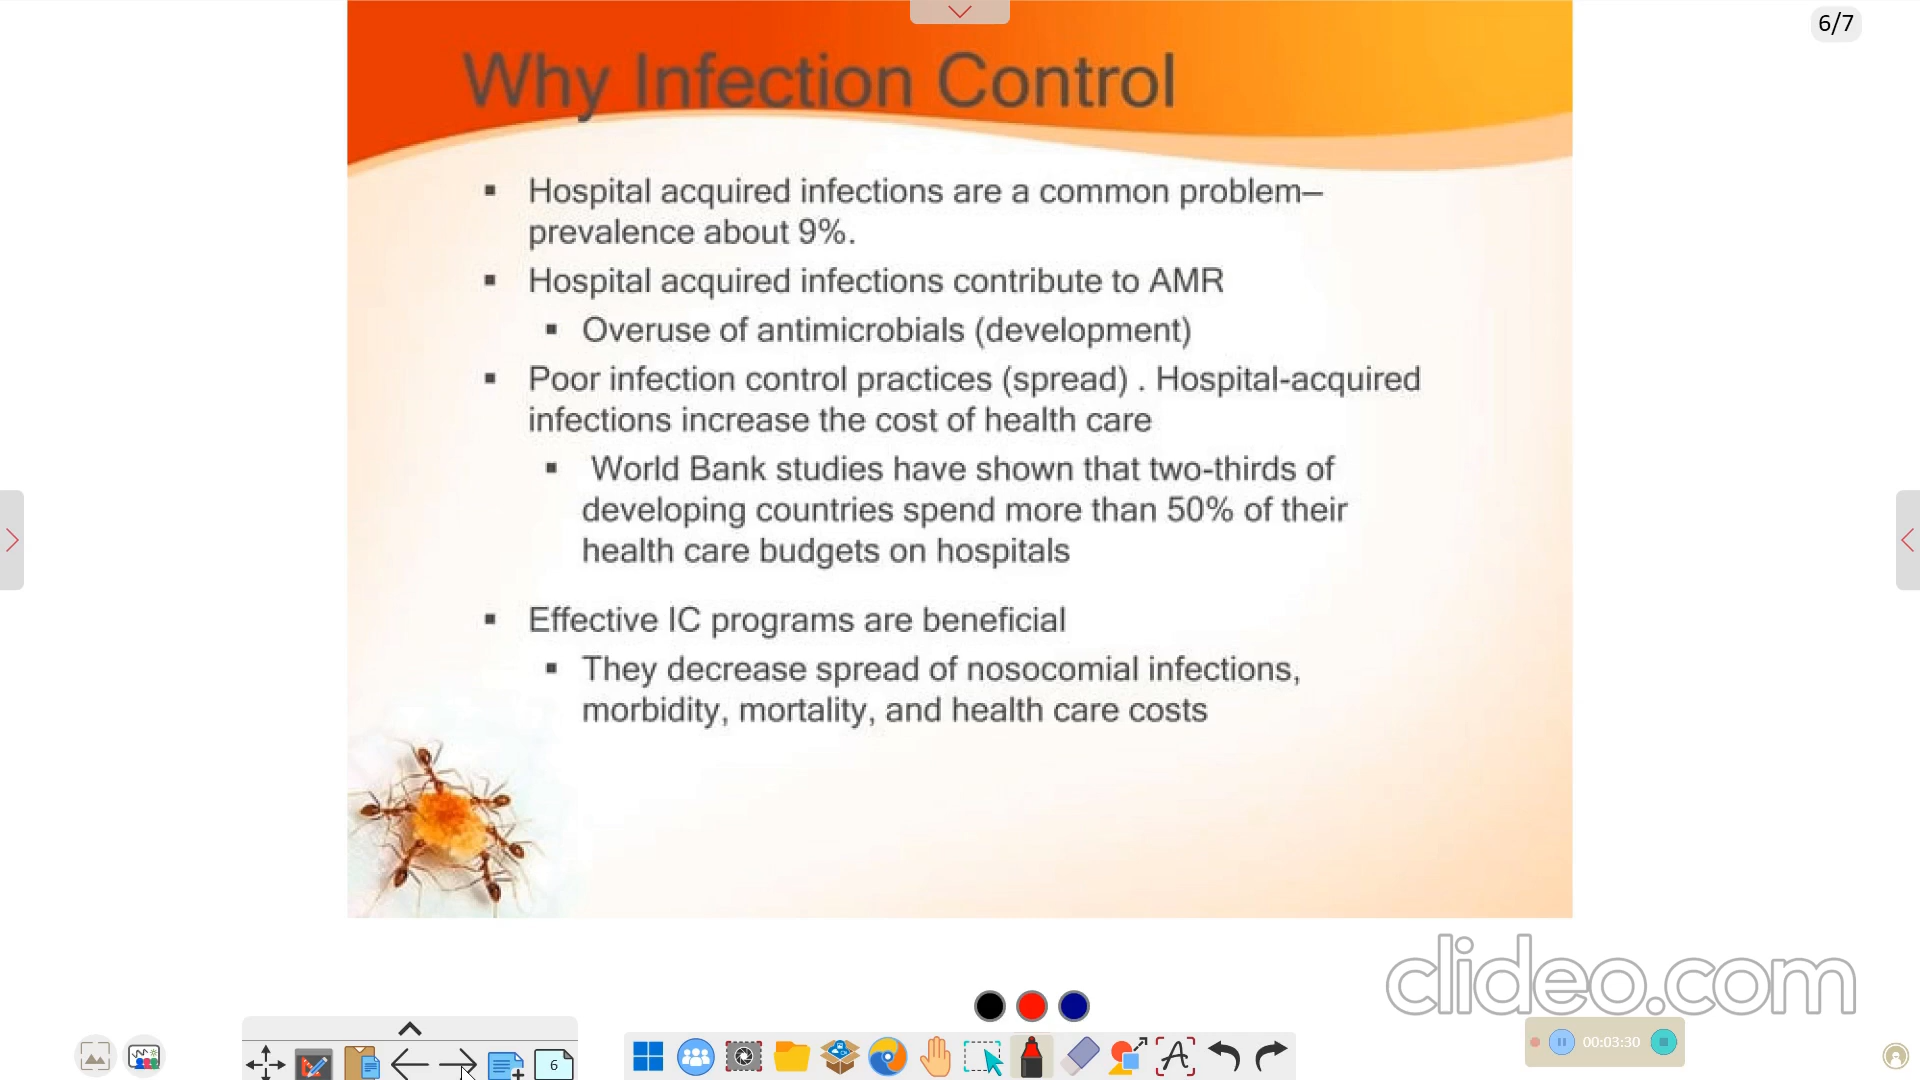 6/7
Why Infection Control
▪ Hospital acquired infections are a common problem–
prevalence about 9%.
▪ Hospital acquired infections contribute to AMR
▪ Overuse of antimicrobials (development)
▪ Poor infection control practices (spread) . Hospital-acquired
infections increase the cost of health care
▪ World Bank studies have shown that two-thirds of
developing countries spend more than 50% of their
health care budgets on hospitals
▪ Effective IC programs are beneficial
▪ They decrease spread of nosocomial infections,
morbidity, mortality, and health care costs
clideo.com
00:03:30
6